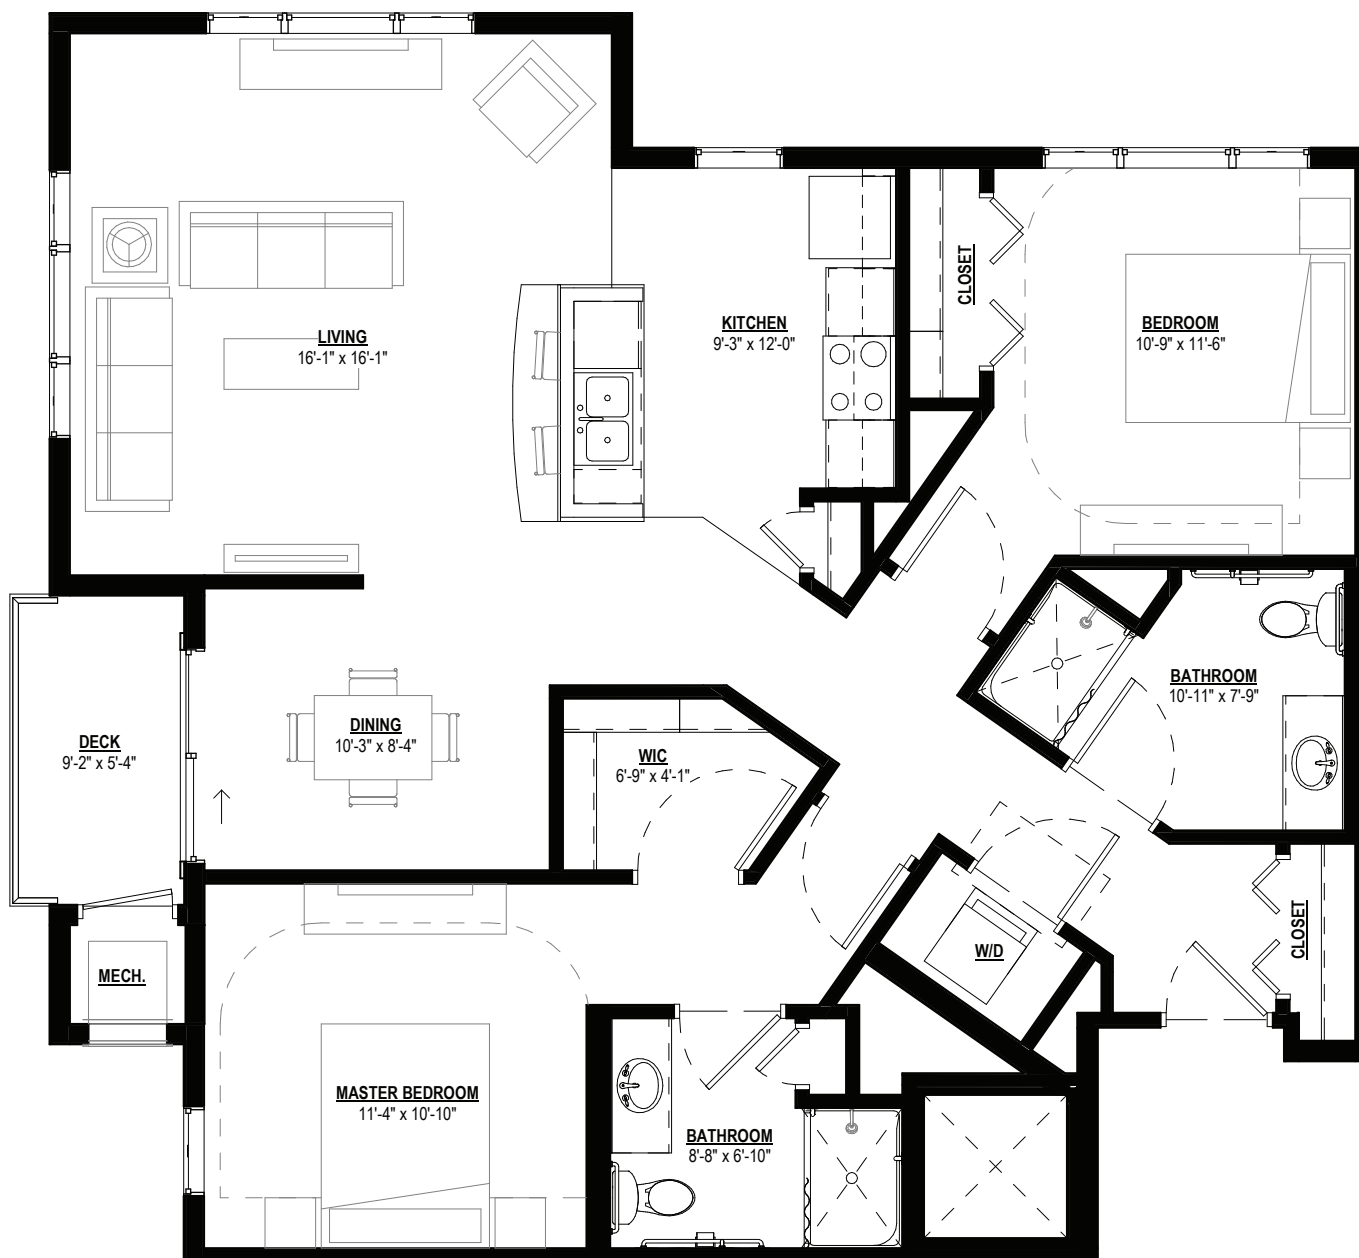 CLOSET
LIVING
16'-1" x 16'-1"
KITCHEN
9'-3" x 12'-0"
BEDROOM
10'-9" x 11'-6"
BATHROOM
10'-11" x 7'-9"
DECK
9'-2" x 5'-4"
DINING
10'-3" x 8'-4"
WIC
6'-9" x 4'-1"
CLOSET
W/D
MECH.
MASTER BEDROOM
11'-4" x 10'-10"
BATHROOM
8'-8" x 6'-10"